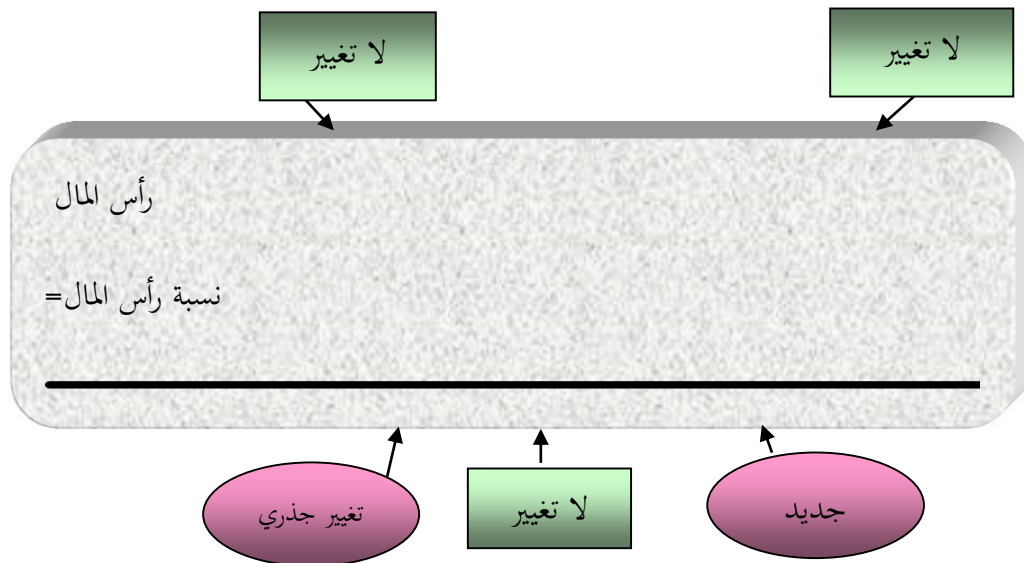 لا تغيير
لا تغيير
رأس المال
نسبة رأس المال=
جديد
لا تغيير
تغيير جذري